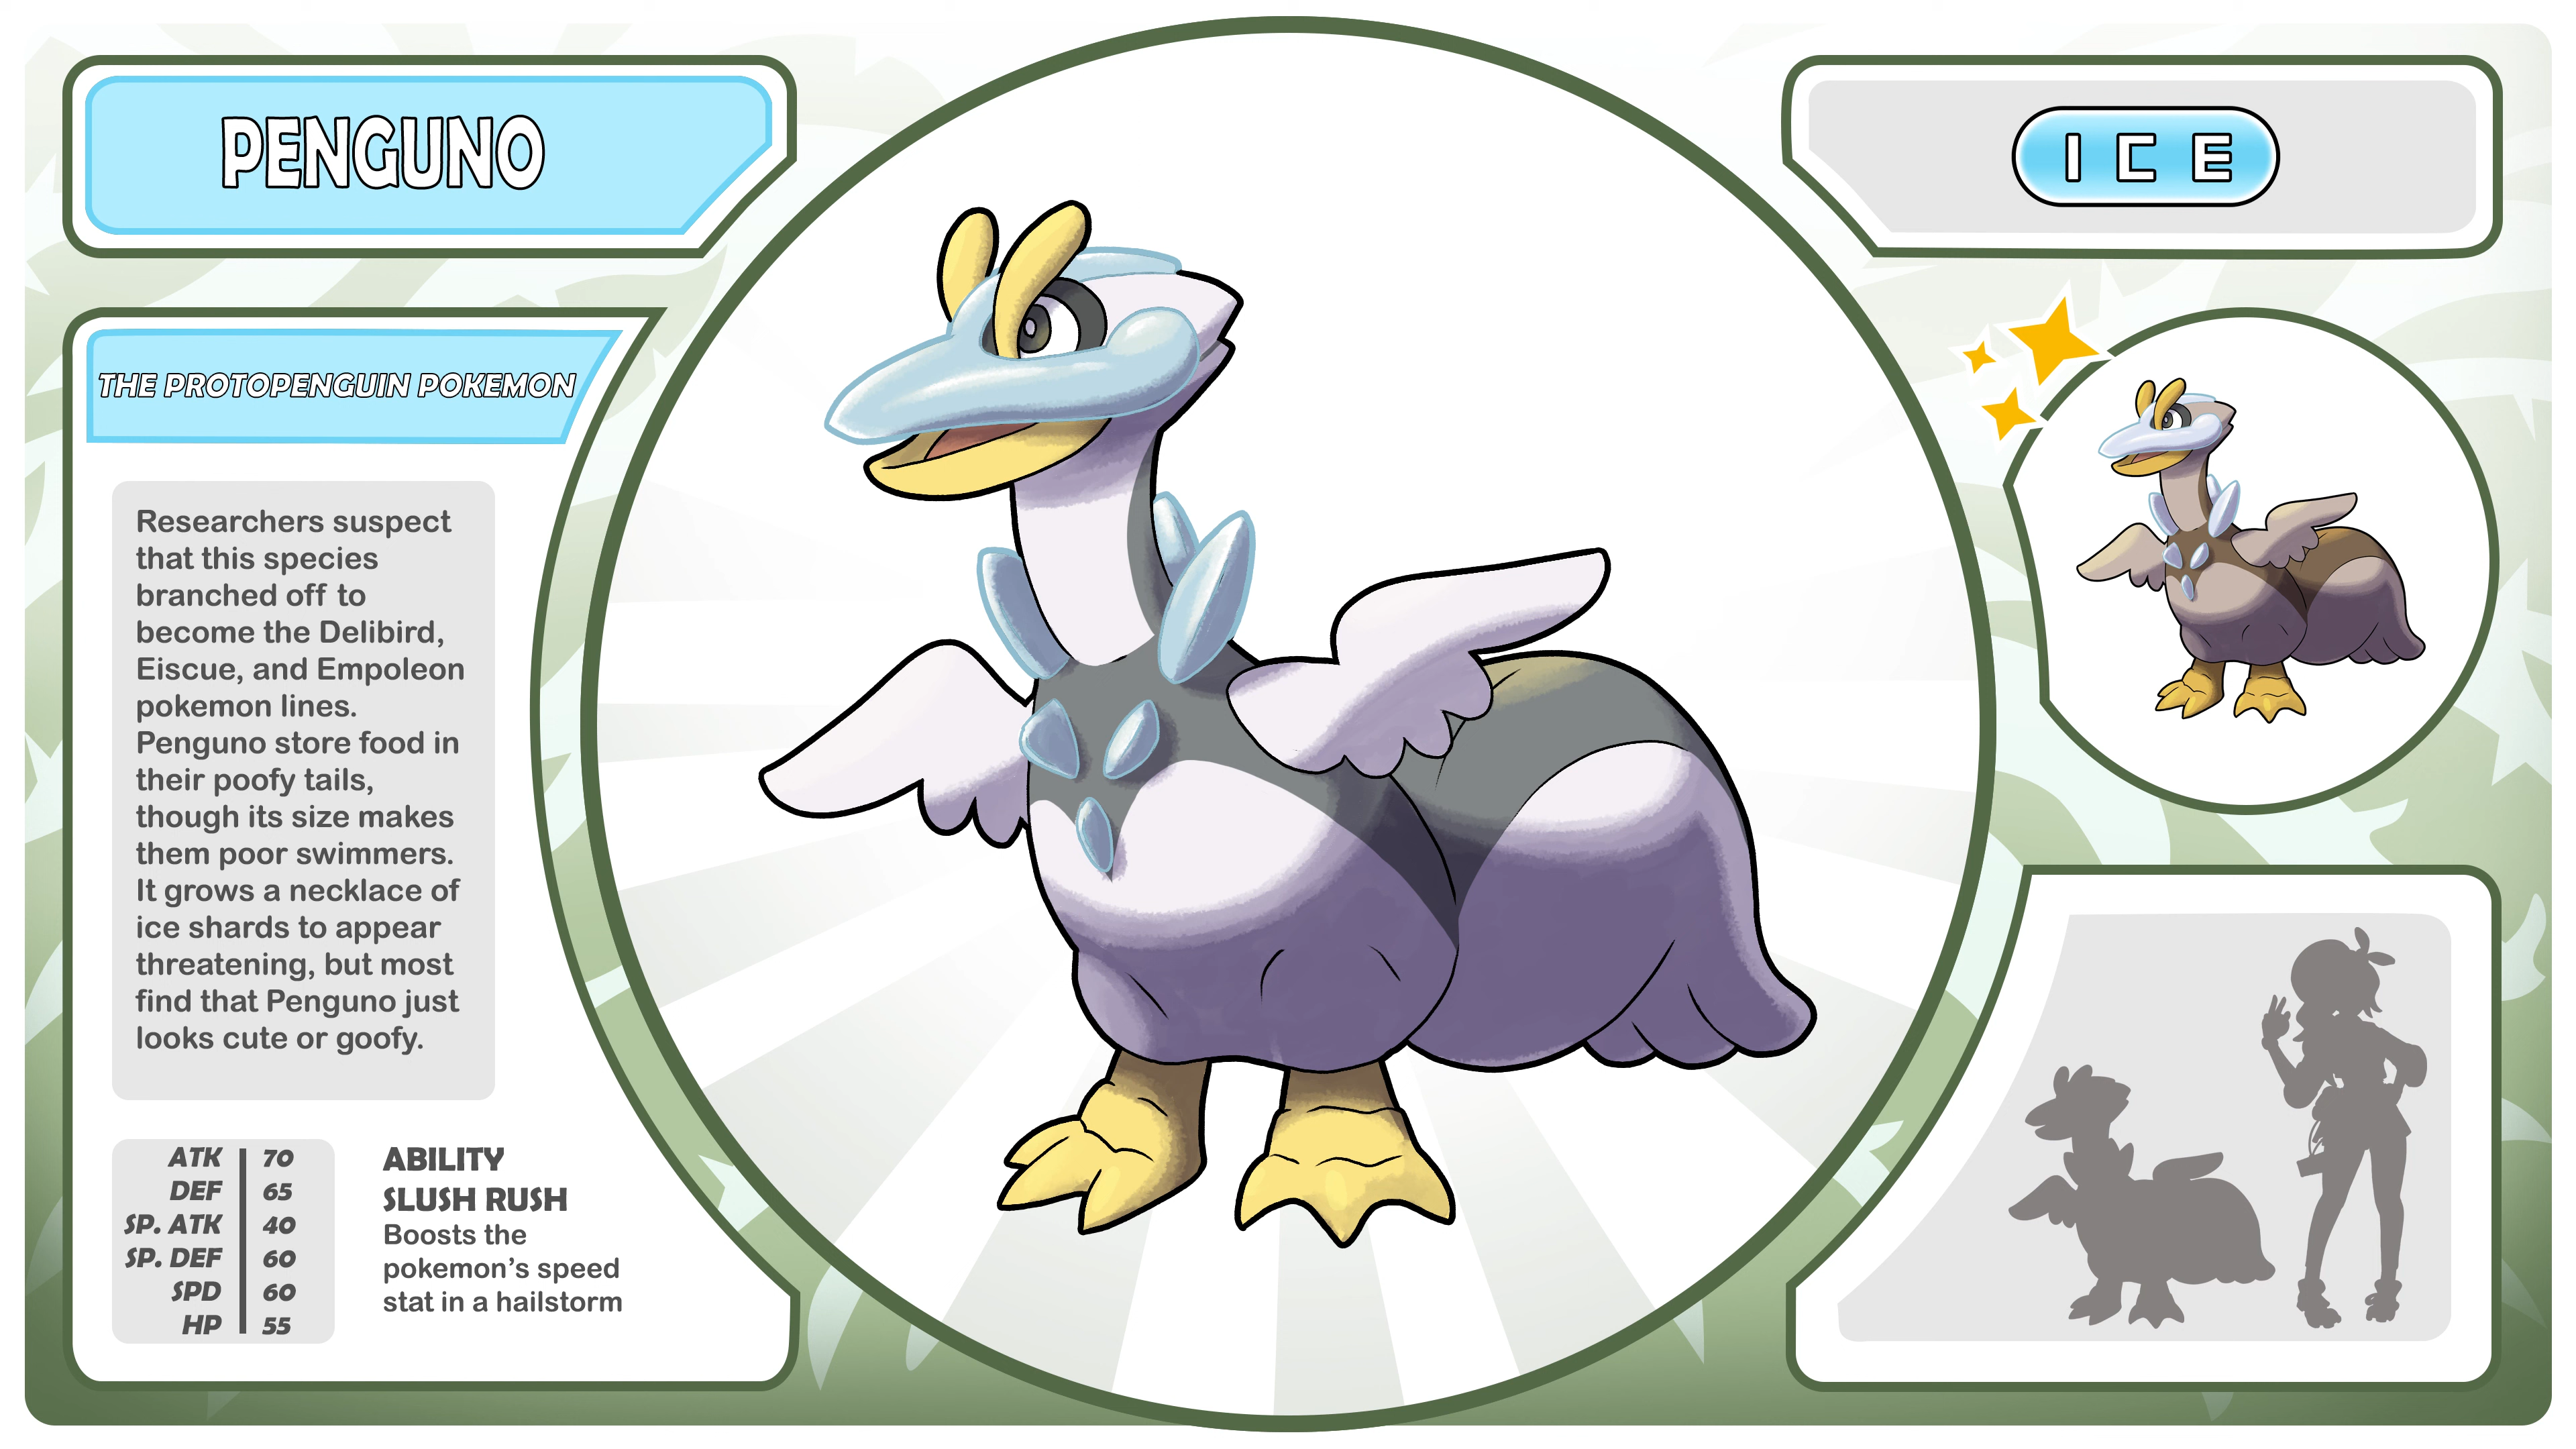 PENGUNO
ICE
THE PROTOPENGUIN POKEMON
Researchers suspect
that this species
branched off to
become the Delibird,
Eiscue, and Empoleon
pokemon lines.
Penguno store food in
their poofy tails,
though its size makes
them poor swimmers.
It grows a necklace of
ice shards to appear
threatening, but most
find that Penguno just
looks cute or goofy.
ATK 70
DEF 65
SP. ATK 40
SP. DEF 60
SPD 60
HP 55
ABILITY
SLUSH RUSH
Boosts the
pokemon's speed
stat in a hailstorm